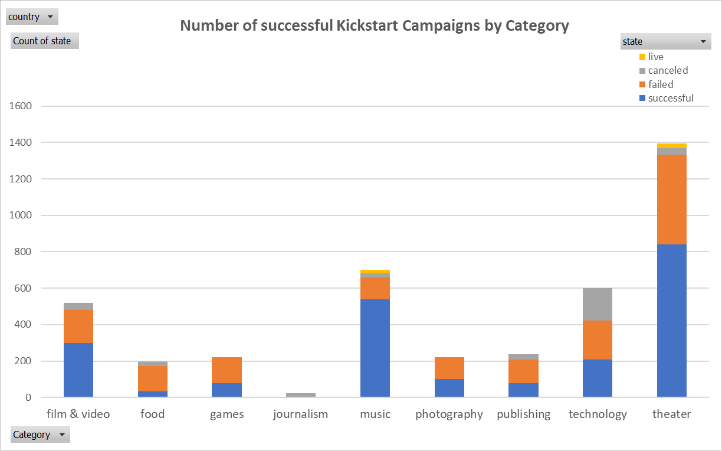 country
Number of successful Kickstart Campaigns by Category
Count of state
state
live
canceled
failed
successful
1600
1400
1200
1000
800
600
400
200
0
film & video food games journalism music photography publishing technology theater
Category